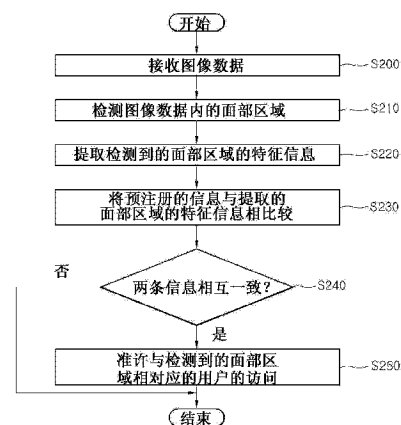 开始
接收图像数据
S200
检测图像数据内的面部区域
S210
提取检测到的面部区域的特征信息
S220
将预注册的信息与提取的
面部区域的特征信息相比较
S230
否
两条信息相互一致?
S240
是
准许与检测到的面部区
域相对应的用户的访问
S250
结束